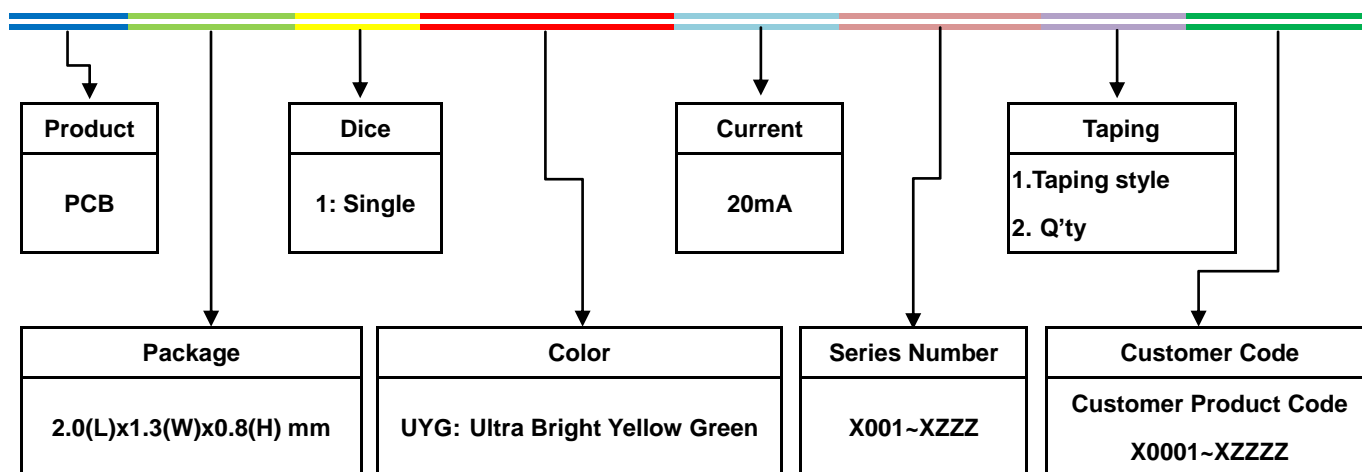 Product
PCB
Dice
1: Single
Current
20mA
Taping
1.Taping style
2. Q’ty
Package
2.0(L)x1.3(W)x0.8(H) mm
Color
UYG: Ultra Bright Yellow Green
Series Number
X001~XZZZ
Customer Code
Customer Product Code
X0001~XZZZZ